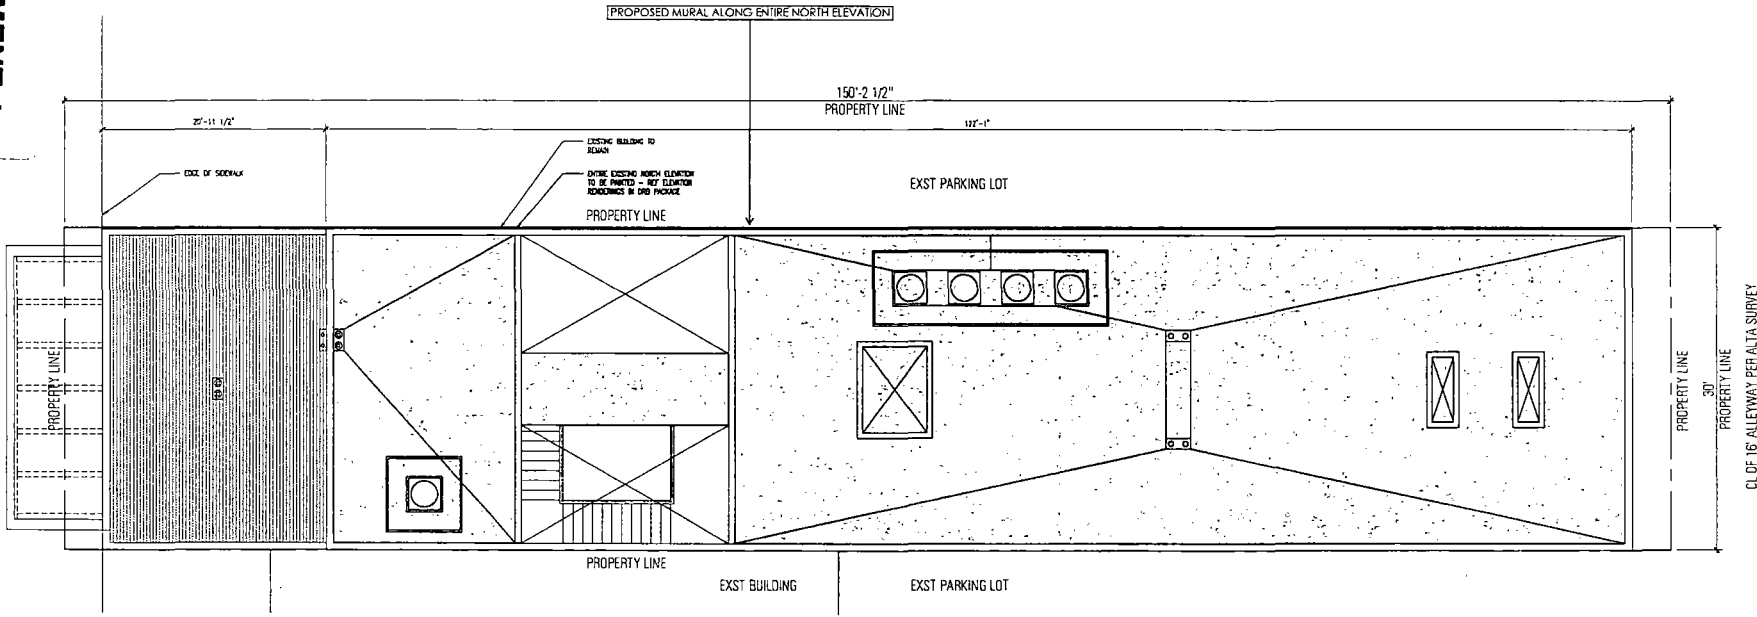 PROPOSED MURAL ALONG ENTIRE NORTH ELEVATION
150'-2 1/2"
PROPERTY LINE
122'-1"
EDGE OF SIDEWALK
EXISTING BUILDING TO
REMAIN
ENTIRE EXISTING NORTH ELEVATION
TO BE PAINTED - REF ELEVATION
RENDERINGS IN DRB PACKAGE
EXST PARKING LOT
PROPERTY LINE
PROPERTY LINE
PROPERTY LINE
30'
PROPERTY LINE
CL OF 16' ALLEYWAY PER ALTA SURVEY
PROPERTY LINE
EXST BUILDING
EXST PARKING LOT